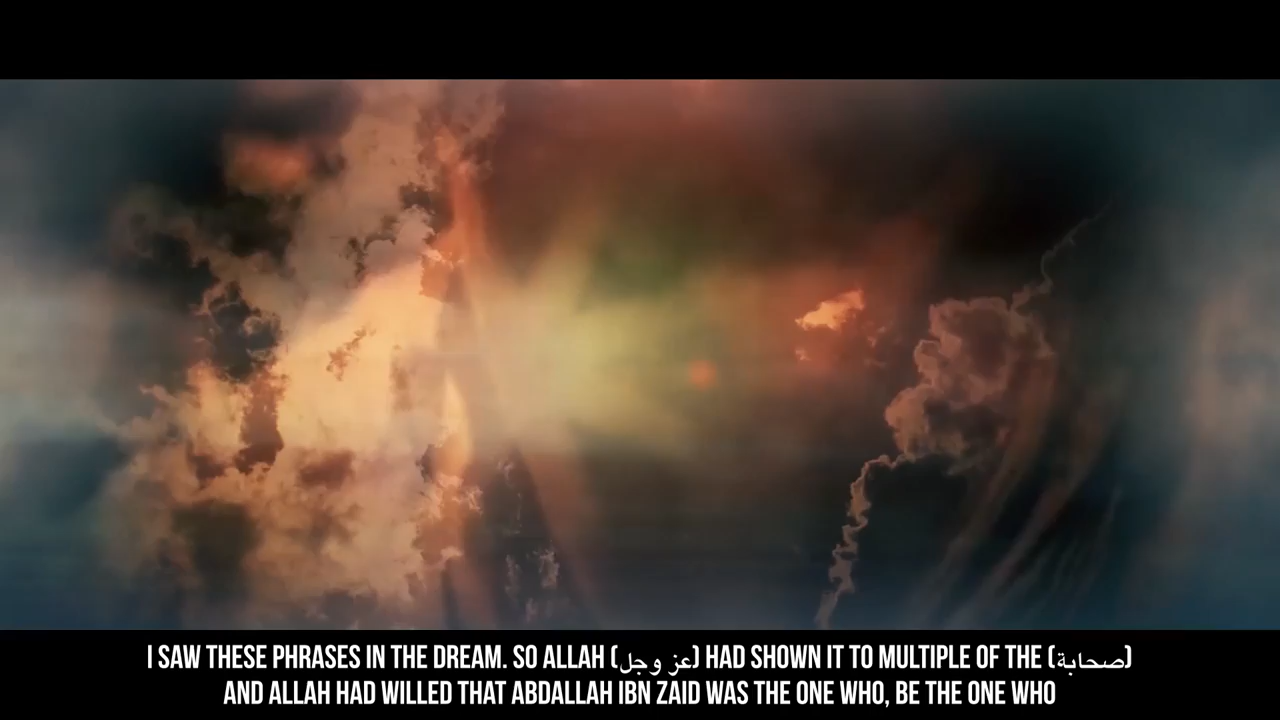 I SAW THESE PHRASES IN THE DREAM. SO ALLAH (عز وجل) HAD SHOWN IT TO MULTIPLE OF THE (صحابة)
AND ALLAH HAD WILLED THAT ABDALLAH IBN ZAID WAS THE ONE WHO, BE THE ONE WHO